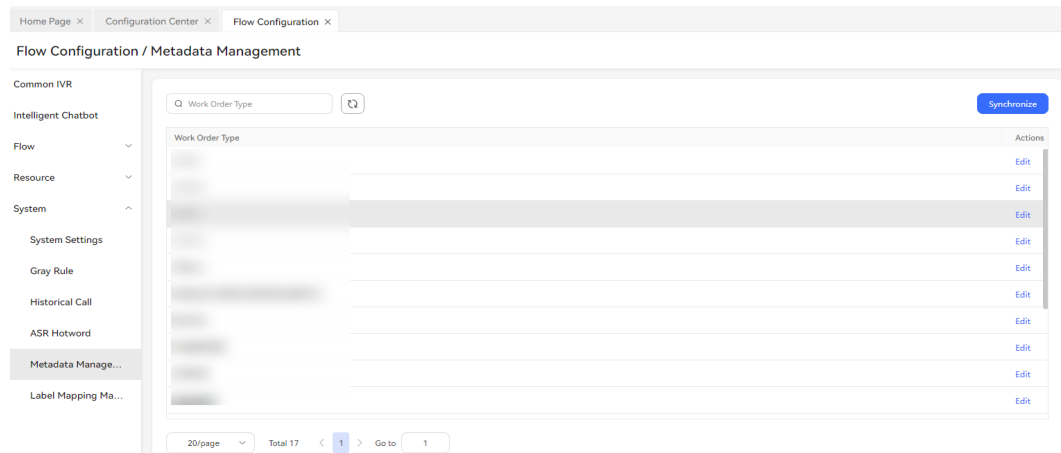 Home Page × Configuration Center × Flow Configuration ×
Flow Configuration / Metadata Management
Common IVR
Intelligent Chatbot
Flow
Resource
System
System Settings
Gray Rule
Historical Call
ASR Hotword
Metadata Manage...
Label Mapping Ma...
Work Order Type
Synchronize
Work Order Type Actions
Edit
Edit
Edit
Edit
Edit
Edit
Edit
Edit
Edit
Edit
20/page Total 17 < 1 > Go to 1